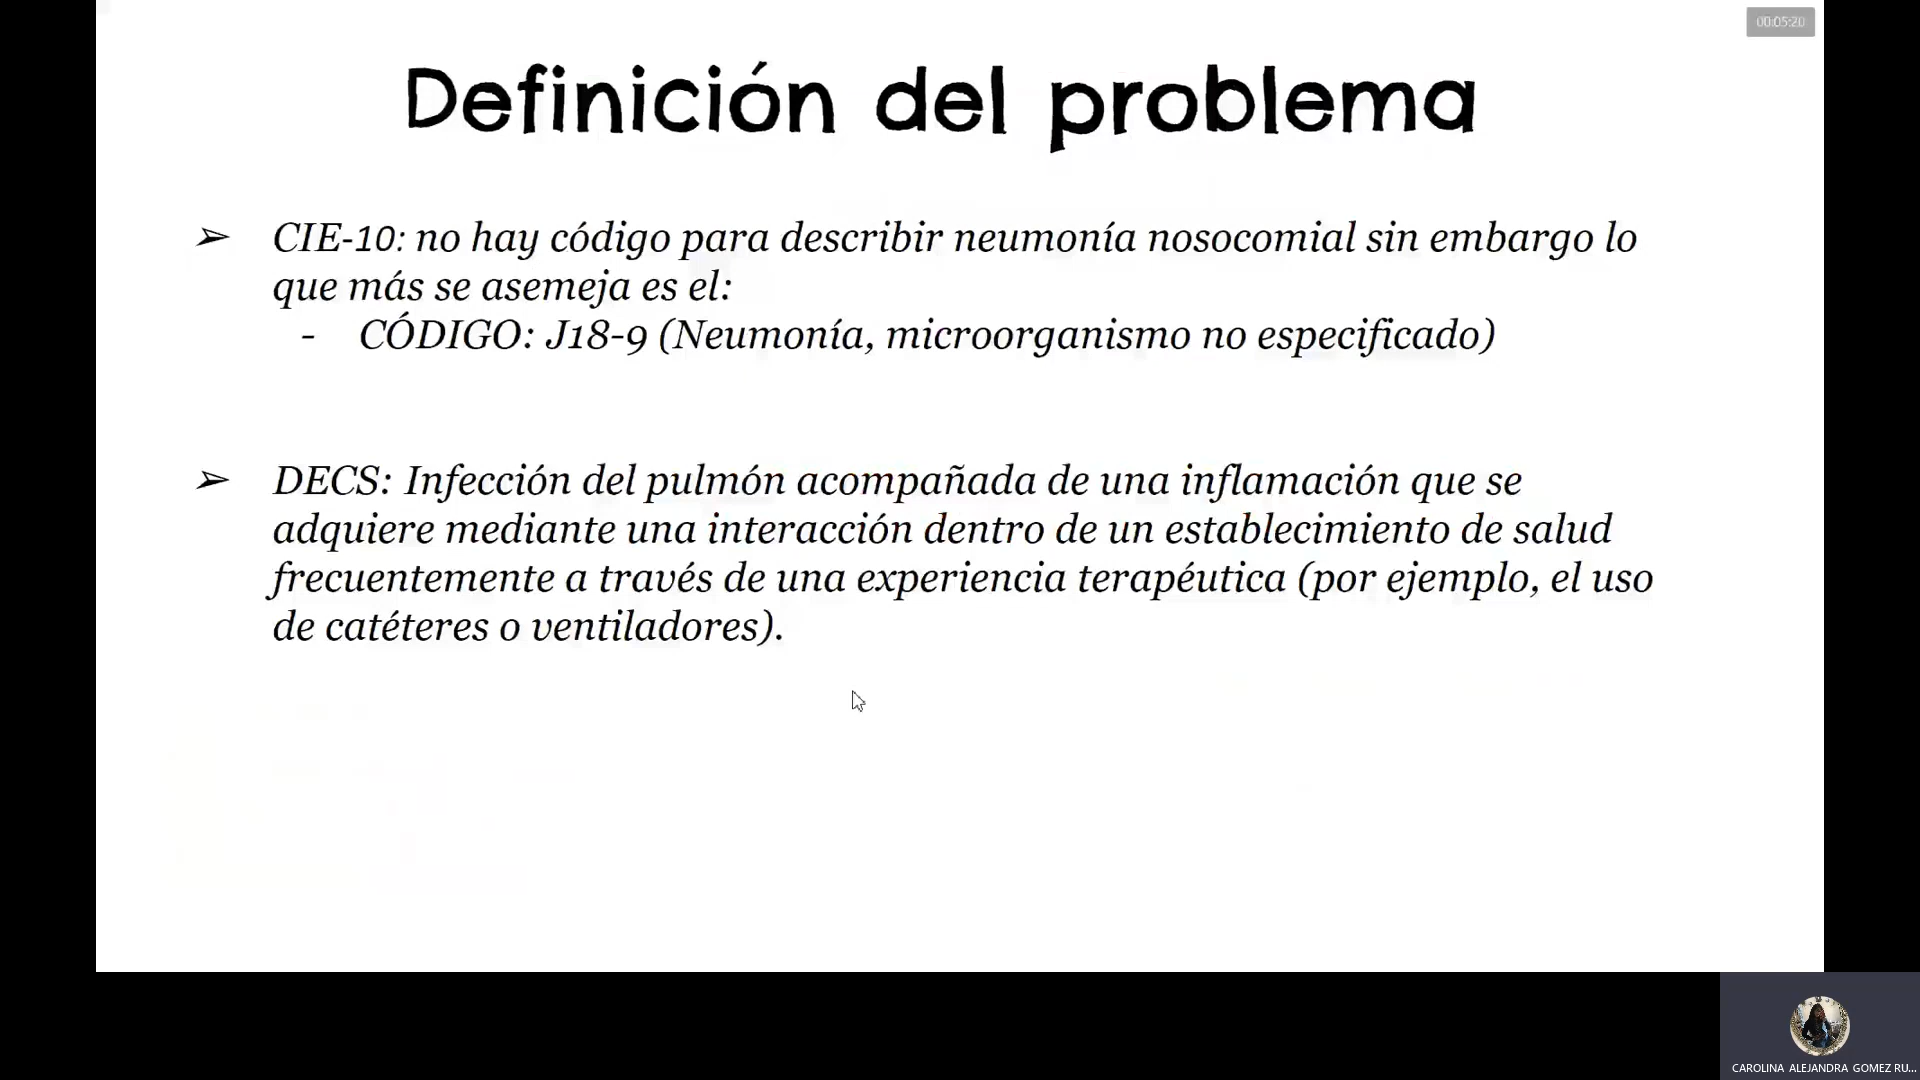 00:05:20
Definición del problema
➢ CIE-10: no hay código para describir neumonía nosocomial sin embargo lo
que más se asemeja es el:
- CÓDIGO: J18-9 (Neumonía, microorganismo no especificado)
➢ DECS: Infección del pulmón acompañada de una inflamación que se
adquiere mediante una interacción dentro de un establecimiento de salud
frecuentemente a través de una experiencia terapéutica (por ejemplo, el uso
de catéteres o ventiladores).
CAROLINA ALEJANDRA GOMEZ RU...